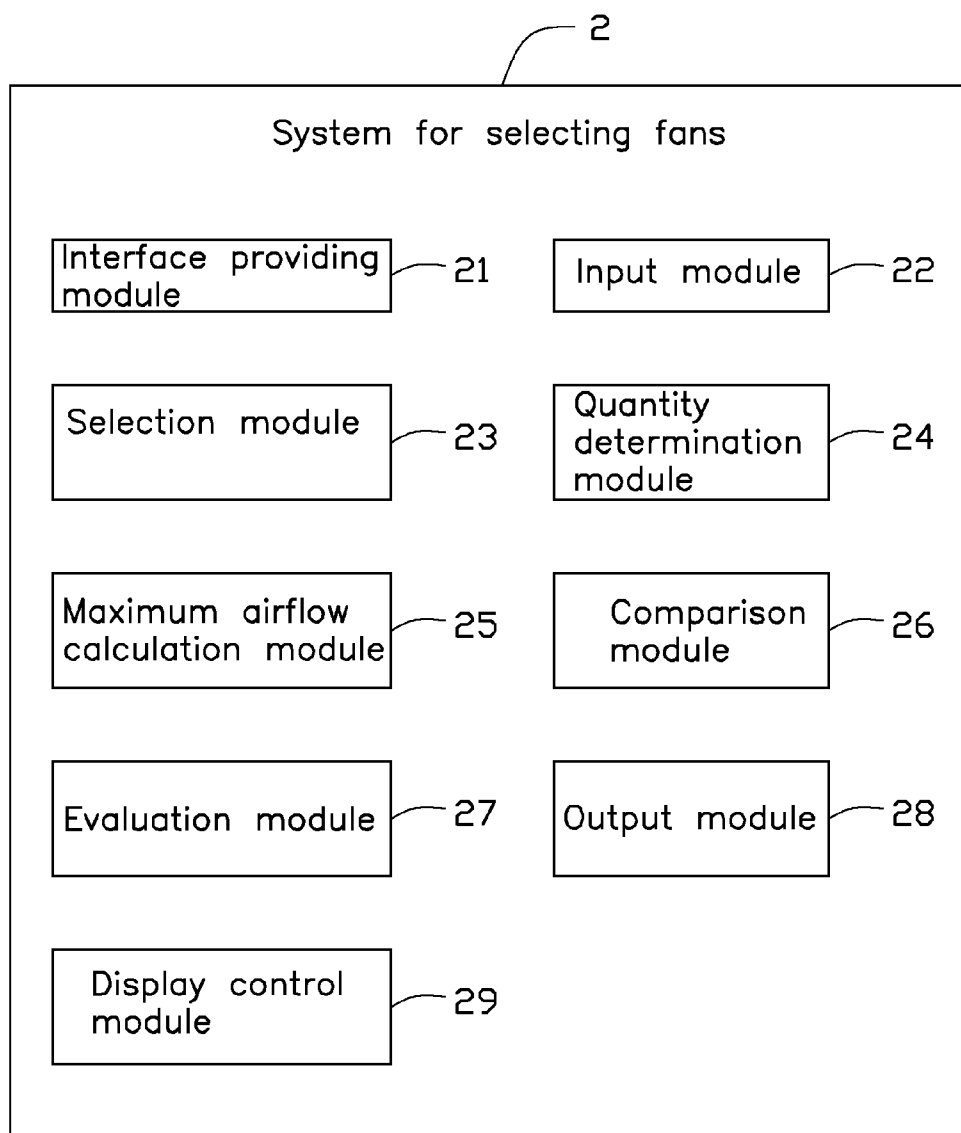 2
System for selecting fans
Interface providing
module
21
Input module
22
Selection module
23
Quantity
determination
module
24
Maximum airflow
calculation module
25
Comparison
module
26
Evaluation module
27
Output module
28
Display control
module
29